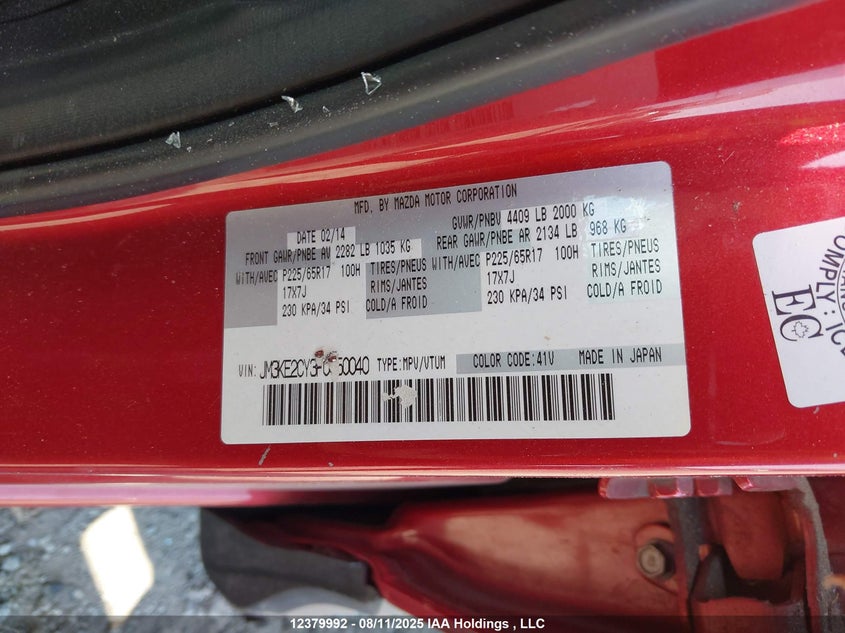 MFD. BY MAZDA MOTOR CORPORATION
DATE 02/14 GVWR/PNBV 4409 LB 2000 KG
FRONT GAWR/PNBE AV 2282 LB 1035 KG REAR GAWR/PNBE AR 2134 LB 968 KG
WITH/AVEC P225/65R17 100H TIRES/PNEUS WITH/AVEC P225/65R17 100H TIRES/PNEUS
17X7J RIMS/JANTES 17X7J RIMS/JANTES
230 KPA/34 PSI COLD/A FROID 230 KPA/34 PSI COLD/A FROID
VIN: TYPE:MPV/VTUM COLOR CODE:41V MADE IN JAPAN
EC
12379992 - 08/11/2025 IAA Holdings , LLC